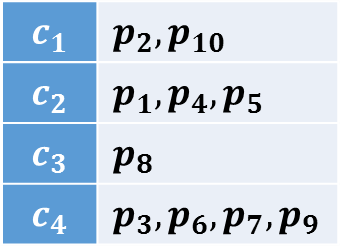 c₁ p₂, p₁₀
c₂ p₁, p₄, p₅
c₃ p₈
c₄ p₃, p₆, p₇, p₉